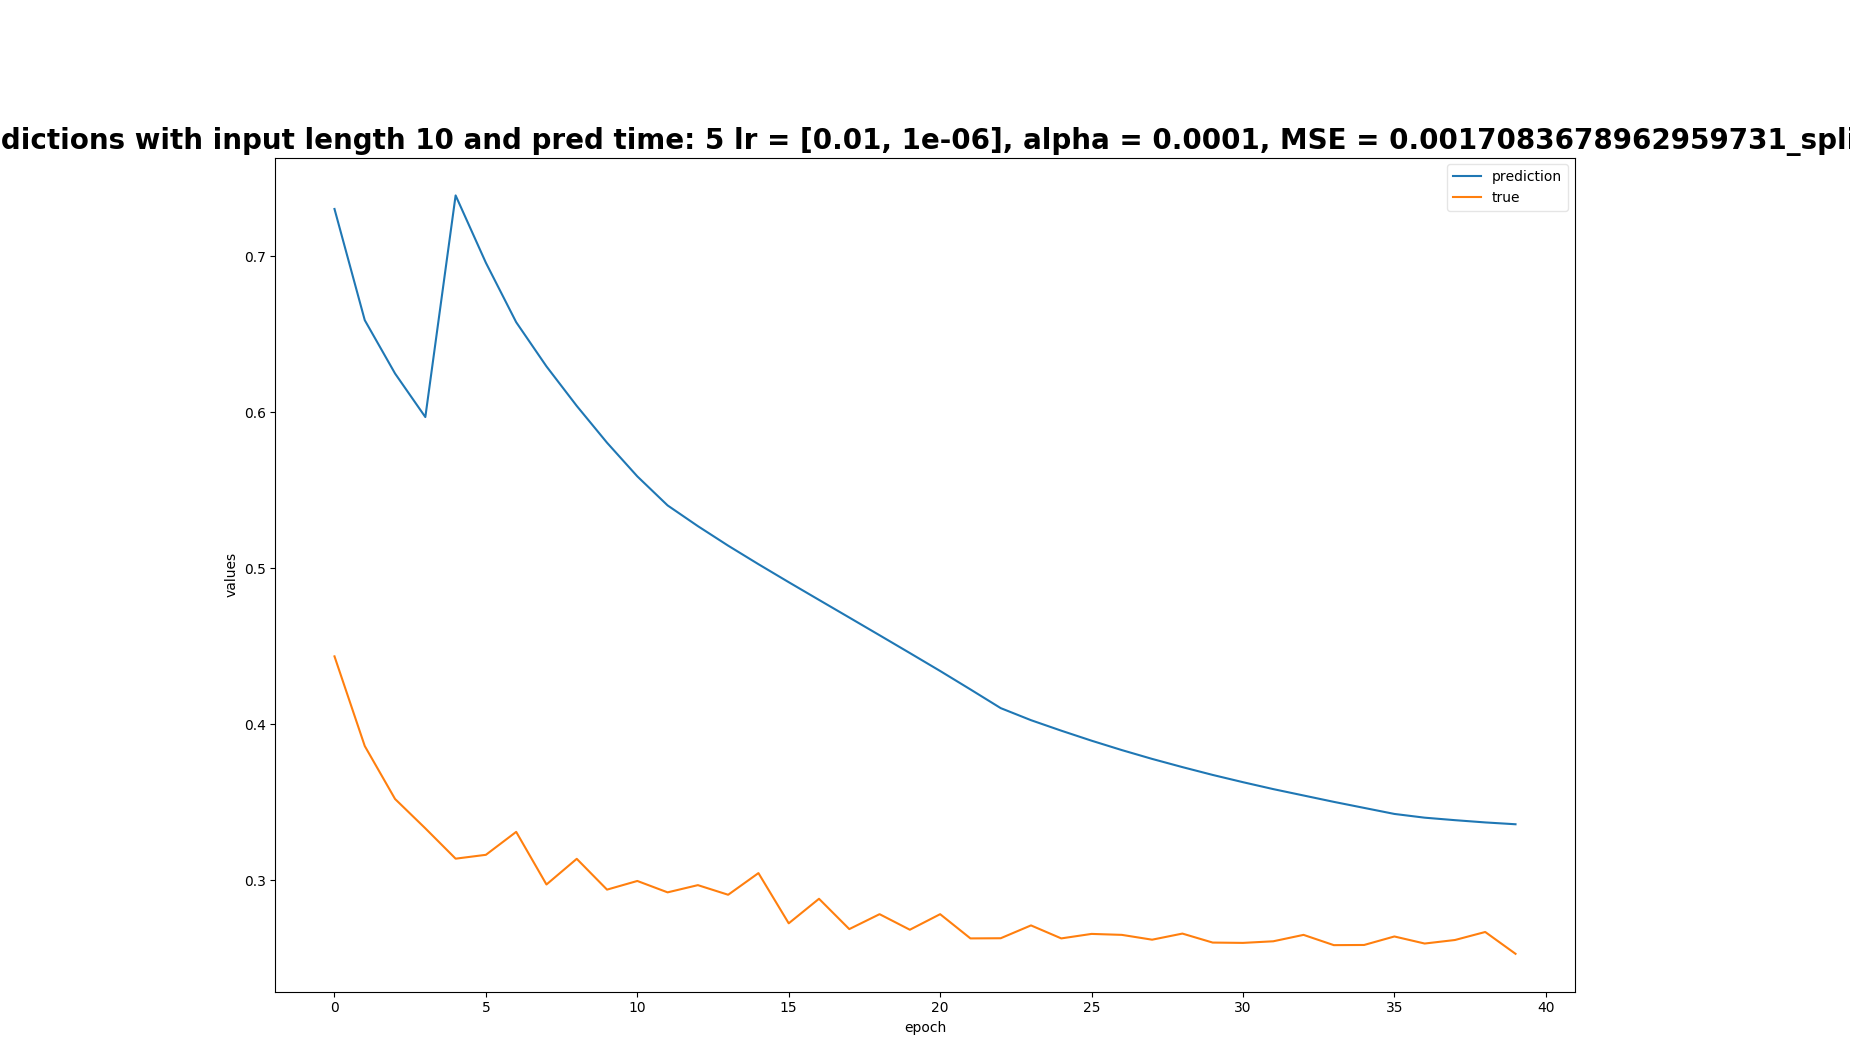 dictions with input length 10 and pred time: 5 lr = [0.01, 1e-06], alpha = 0.0001, MSE = 0.0017083678962959731_spli
prediction
true
0.7
0.6
0.5
0.4
0.3
values
0 5 10 15 20 25 30 35 40
epoch